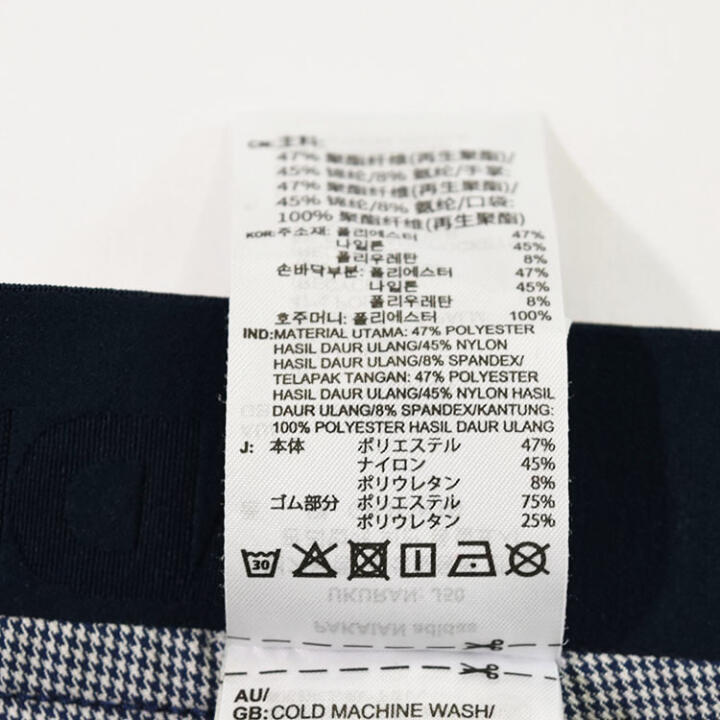 主料:
47% 聚酯纤维(再生聚酯)/
45% 锦纶/8% 氨纶/手掌:
47% 聚酯纤维(再生聚酯)/
45% 锦纶/8% 氨纶/口袋:
100% 聚酯纤维(再生聚酯)
KOR: 주소재: 폴리에스터 47%
나일론 45%
폴리우레탄 8%
손바닥부분: 폴리에스터 47%
나일론 45%
폴리우레탄 8%
호주머니: 폴리에스터 100%
IND:MATERIAL UTAMA: 47% POLYESTER
HASIL DAUR ULANG/45% NYLON
HASIL DAUR ULANG/8% SPANDEX/
TELAPAK TANGAN: 47% POLYESTER
HASIL DAUR ULANG/45% NYLON HASIL
DAUR ULANG/8% SPANDEX/KANTUNG:
100% POLYESTER HASIL DAUR ULANG
J: 本体 ポリエステル 47%
ナイロン 45%
ポリウレタン 8%
ゴム部分 ポリエステル 75%
ポリウレタン 25%
30
UKURAN: J50
PAKAIAN adidas
AU/
GB:COLD MACHINE WASH/